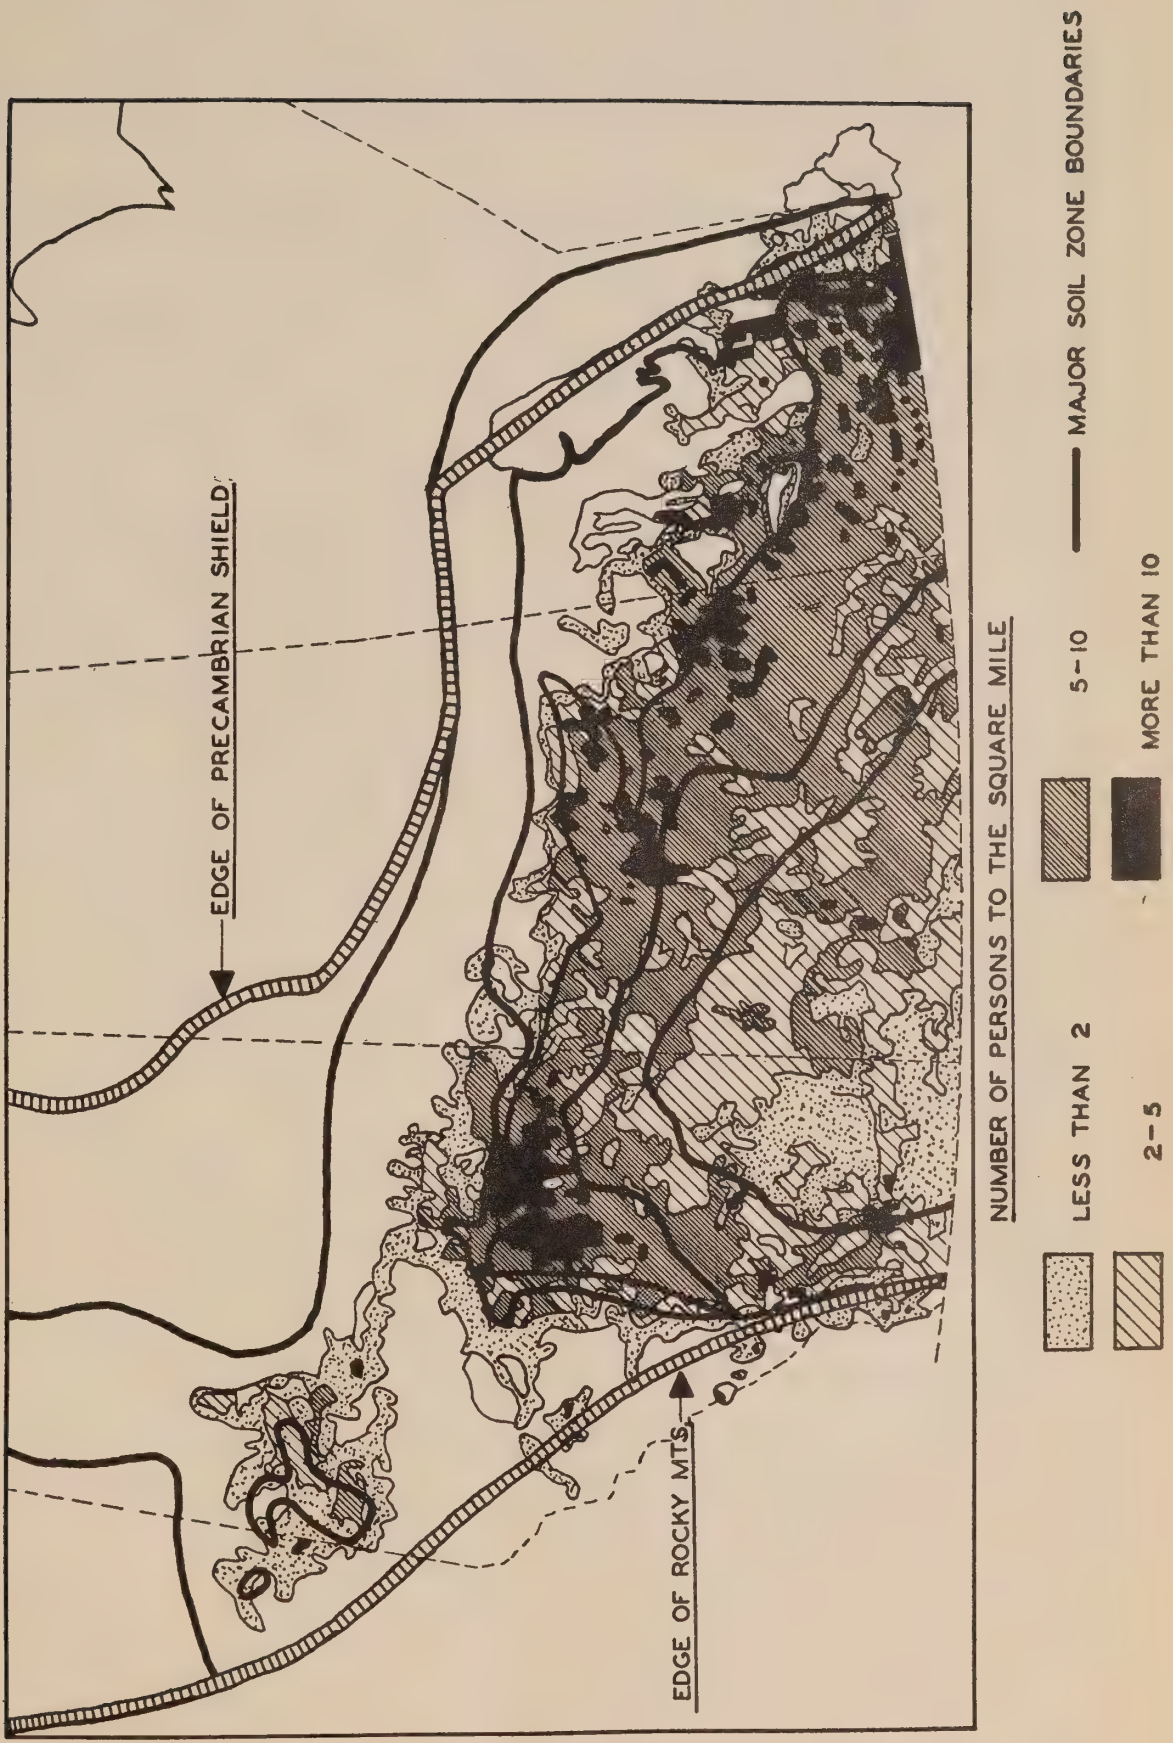 EDGE OF PRECAMBRIAN SHIELD
EDGE OF ROCKY MTS.
NUMBER OF PERSONS TO THE SQUARE MILE
LESS THAN 2
5-10
MAJOR SOIL ZONE BOUNDARIES
2-5
MORE THAN 10